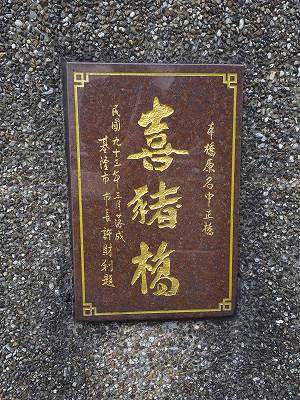 本橋原名中正橋
喜豬橋
民國九十三年三月落成
基隆市市長許財利題